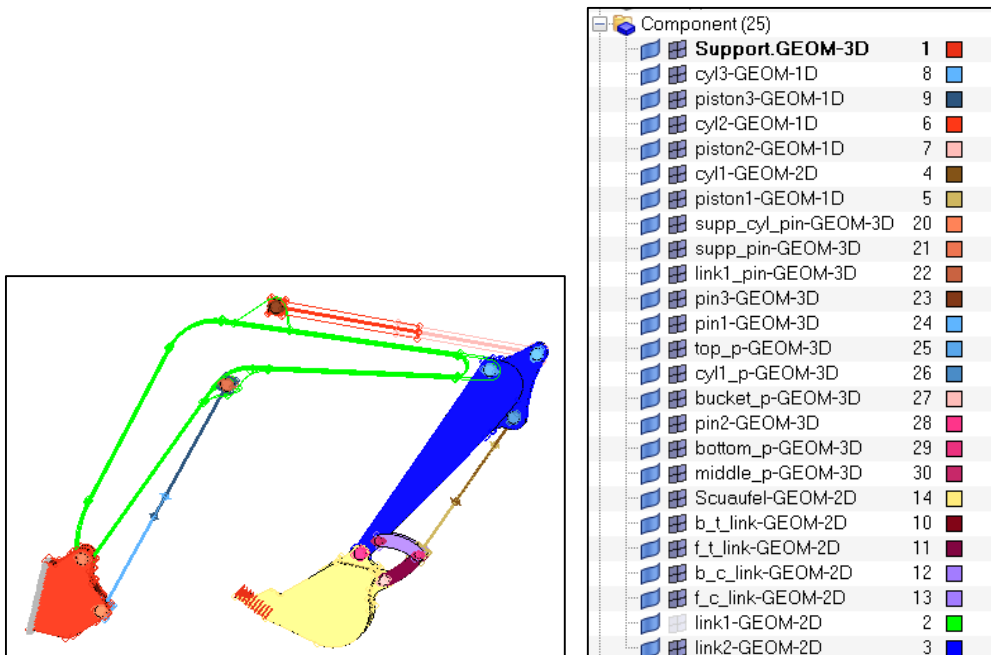 Component (25)
Support.GEOM-3D 1
cyl3-GEOM-1D 8
piston3-GEOM-1D 9
cyl2-GEOM-1D 6
piston2-GEOM-1D 7
cyl1-GEOM-2D 4
piston1-GEOM-1D 5
supp_cyl_pin-GEOM-3D 20
supp_pin-GEOM-3D 21
link1_pin-GEOM-3D 22
pin3-GEOM-3D 23
pin1-GEOM-3D 24
top_p-GEOM-3D 25
cyl1_p-GEOM-3D 26
bucket_p-GEOM-3D 27
pin2-GEOM-3D 28
bottom_p-GEOM-3D 29
middle_p-GEOM-3D 30
Scuaufel-GEOM-2D 14
b_t_link-GEOM-2D 10
f_t_link-GEOM-2D 11
b_c_link-GEOM-2D 12
f_c_link-GEOM-2D 13
link1-GEOM-2D 2
link2-GEOM-2D 3